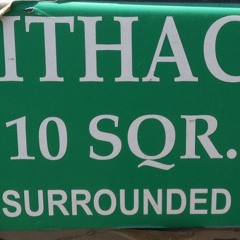 ITHAC
10 SQR.
SURROUNDED